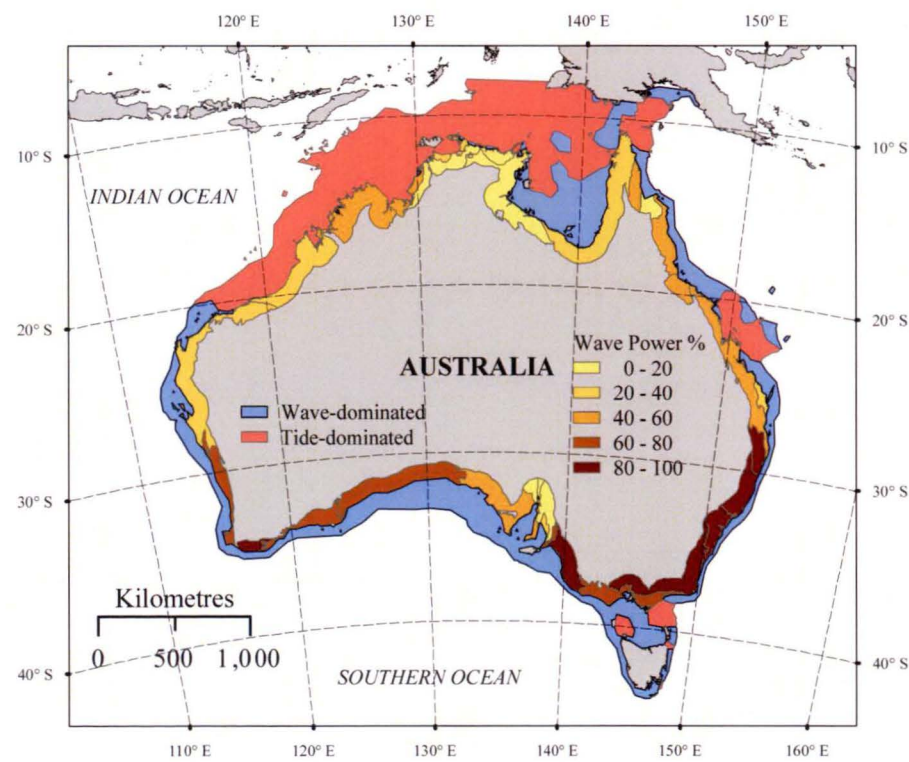 120° E 130° E 140° E 150° E
10° S
10° S
INDIAN OCEAN
20° S
20° S
Wave Power %
AUSTRALIA
0 - 20
20 - 40
Wave-dominated
40 - 60
Tide-dominated
60 - 80
80 - 100
30° S
30° S
Kilometres
0 500 1,000
40° S
SOUTHERN OCEAN
40° S
110° E 120° E 130° E 140° E 150° E 160° E